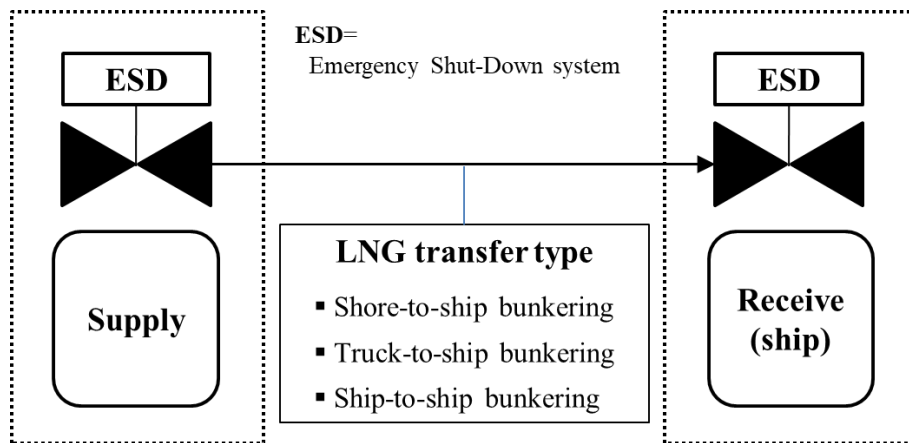 ESD
ESD=
Emergency Shut-Down system
ESD
LNG transfer type
▪ Shore-to-ship bunkering
▪ Truck-to-ship bunkering
▪ Ship-to-ship bunkering
Supply
Receive
(ship)